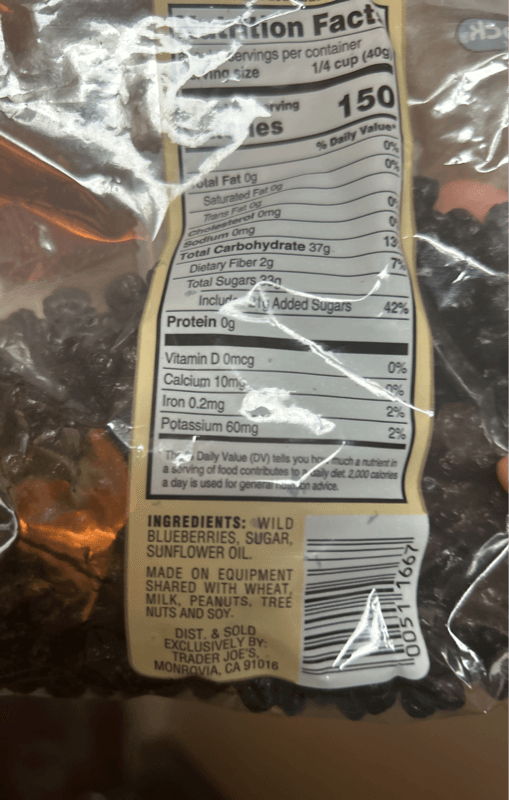 Nutrition Facts
servings per container
1/4 cup (40g)
size
serving
150
% Daily Value*
Total Fat 0g 0%
Saturated Fat 0g 0%
Trans Fat 0g
Cholesterol 0mg
Sodium 0mg
Total Carbohydrate 37g 13
Dietary Fiber 2g 7%
Total Sugars
Added Sugars 42%
Protein 0g
Vitamin D 0mcg 0%
Calcium 10mg 0%
Iron 0.2mg 2%
Potassium 60mg 2%
Daily Value (DV) tells you how much a nutrient in
a serving of food contributes to a daily diet. 2,000 calories
a day is used for general advice.
INGREDIENTS: WILD
BLUEBERRIES, SUGAR,
SUNFLOWER OIL.
MADE ON EQUIPMENT
SHARED WITH WHEAT,
MILK, PEANUTS, TREE
NUTS AND SOY.
DIST. & SOLD
EXCLUSIVELY BY:
TRADER JOE'S,
MONROVIA, CA 91016
0051 1667